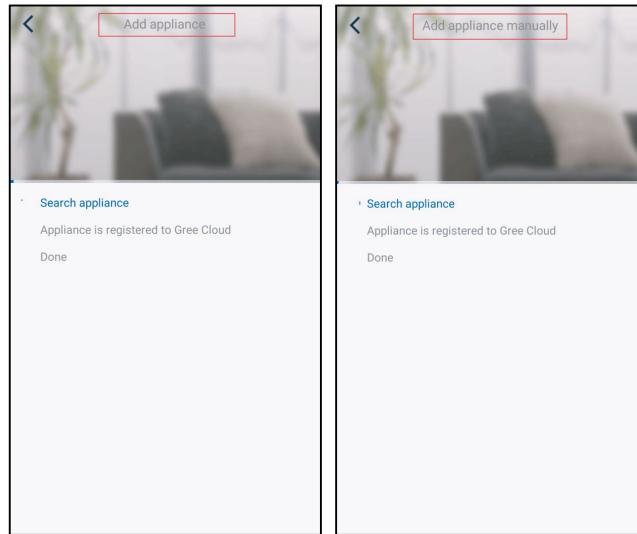 Add appliance
Search appliance
Appliance is registered to Gree Cloud
Done
Add appliance manually
Search appliance
Appliance is registered to Gree Cloud
Done